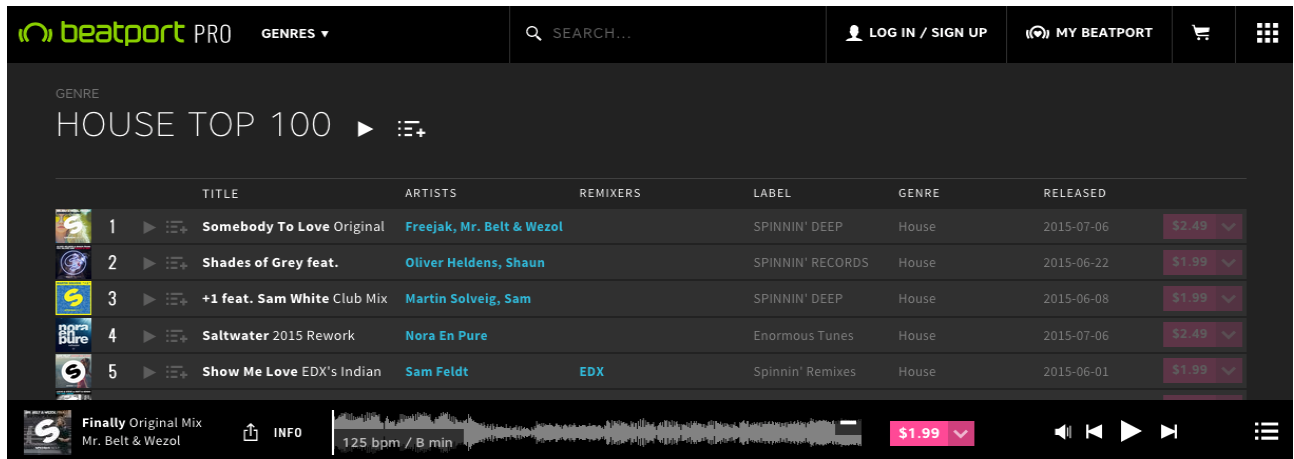 beatport PRO GENRES ▾ SEARCH... LOG IN / SIGN UP MY BEATPORT
GENRE
HOUSE TOP 100
TITLE ARTISTS REMIXERS LABEL GENRE RELEASED
1 Somebody To Love Original Freejak, Mr. Belt & Wezol SPINNIN' DEEP House 2015-07-06 $2.49
2 Shades of Grey feat. Oliver Heldens, Shaun SPINNIN' RECORDS House 2015-06-22 $1.99
3 +1 feat. Sam White Club Mix Martin Solveig, Sam SPINNIN' DEEP House 2015-06-08 $1.99
nora en pure 4 Saltwater 2015 Rework Nora En Pure Enormous Tunes House 2015-07-06 $2.49
5 Show Me Love EDX's Indian Sam Feldt EDX Spinnin' Remixes House 2015-06-01 $1.99
Finally Original Mix
Mr. Belt & Wezol
INFO
125 bpm / B min
$1.99